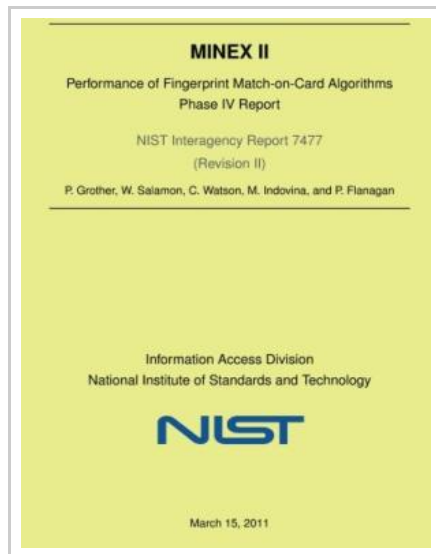 MINEX II
Performance of Fingerprint Match-on-Card Algorithms
Phase IV Report
NIST Interagency Report 7477
(Revision II)
P. Grother, W. Salamon, C. Watson, M. Indovina, and P. Flanagan
Information Access Division
National Institute of Standards and Technology
NIST
March 15, 2011